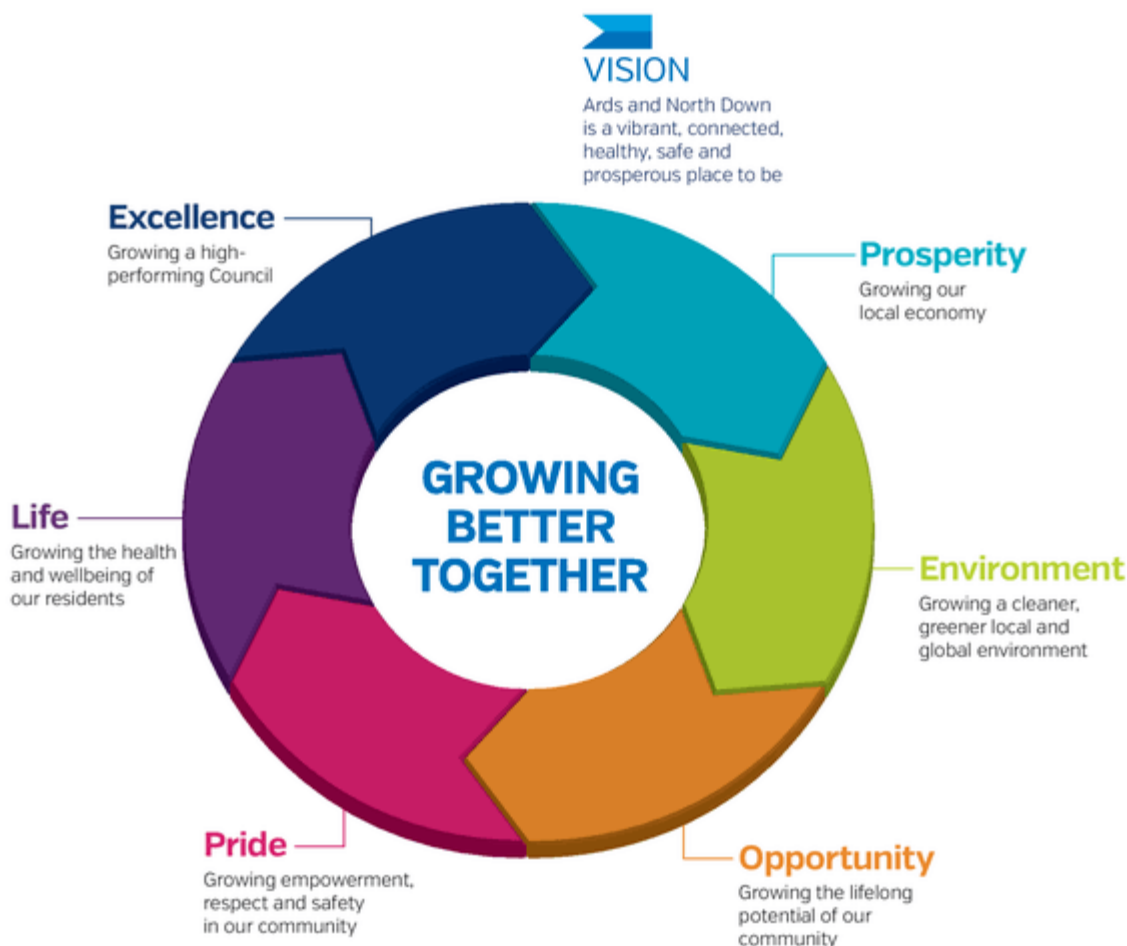 VISION
Ards and North Down
is a vibrant, connected,
healthy, safe and
prosperous place to be
Excellence
Growing a high-
performing Council
Prosperity
Growing our
local economy
GROWING
BETTER
TOGETHER
Life
Growing the health
and wellbeing of
our residents
Environment
Growing a cleaner,
greener local and
global environment
Pride
Growing empowerment,
respect and safety
in our community
Opportunity
Growing the lifelong
potential of our
community